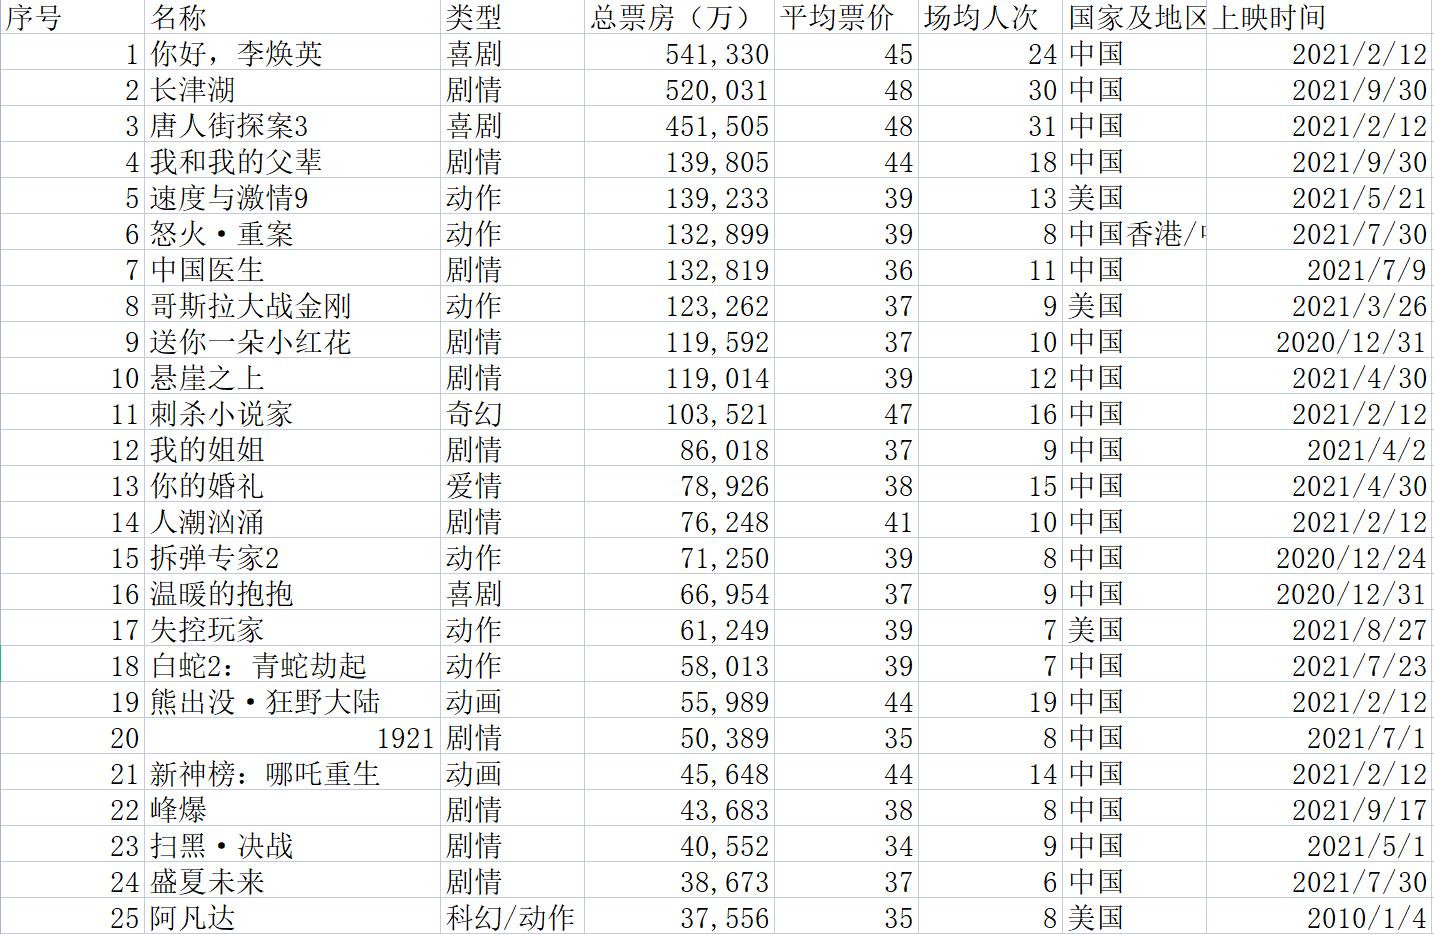 序号 名称 类型 总票房（万） 平均票价 场均人次 国家及地区 上映时间
1 你好，李焕英 喜剧 541,330 45 24 中国 2021/2/12
2 长津湖 剧情 520,031 48 30 中国 2021/9/30
3 唐人街探案3 喜剧 451,505 48 31 中国 2021/2/12
4 我和我的父辈 剧情 139,805 44 18 中国 2021/9/30
5 速度与激情9 动作 139,233 39 13 美国 2021/5/21
6 怒火·重案 动作 132,899 39 8 中国香港/ 2021/7/30
7 中国医生 剧情 132,819 36 11 中国 2021/7/9
8 哥斯拉大战金刚 动作 123,262 37 9 美国 2021/3/26
9 送你一朵小红花 剧情 119,592 37 10 中国 2020/12/31
10 悬崖之上 剧情 119,014 39 12 中国 2021/4/30
11 刺杀小说家 奇幻 103,521 47 16 中国 2021/2/12
12 我的姐姐 剧情 86,018 37 9 中国 2021/4/2
13 你的婚礼 爱情 78,926 38 15 中国 2021/4/30
14 人潮汹涌 剧情 76,248 41 10 中国 2021/2/12
15 拆弹专家2 动作 71,250 39 8 中国 2020/12/24
16 温暖的抱抱 喜剧 66,954 37 9 中国 2020/12/31
17 失控玩家 动作 61,249 39 7 美国 2021/8/27
18 白蛇2：青蛇劫起 动作 58,013 39 7 中国 2021/7/23
19 熊出没·狂野大陆 动画 55,989 44 19 中国 2021/2/12
20 1921 剧情 50,389 35 8 中国 2021/7/1
21 新神榜：哪吒重生 动画 45,648 44 14 中国 2021/2/12
22 峰爆 剧情 43,683 38 8 中国 2021/9/17
23 扫黑·决战 剧情 40,552 34 9 中国 2021/5/1
24 盛夏未来 剧情 38,673 37 6 中国 2021/7/30
25 阿凡达 科幻/动作 37,556 35 8 美国 2010/1/4